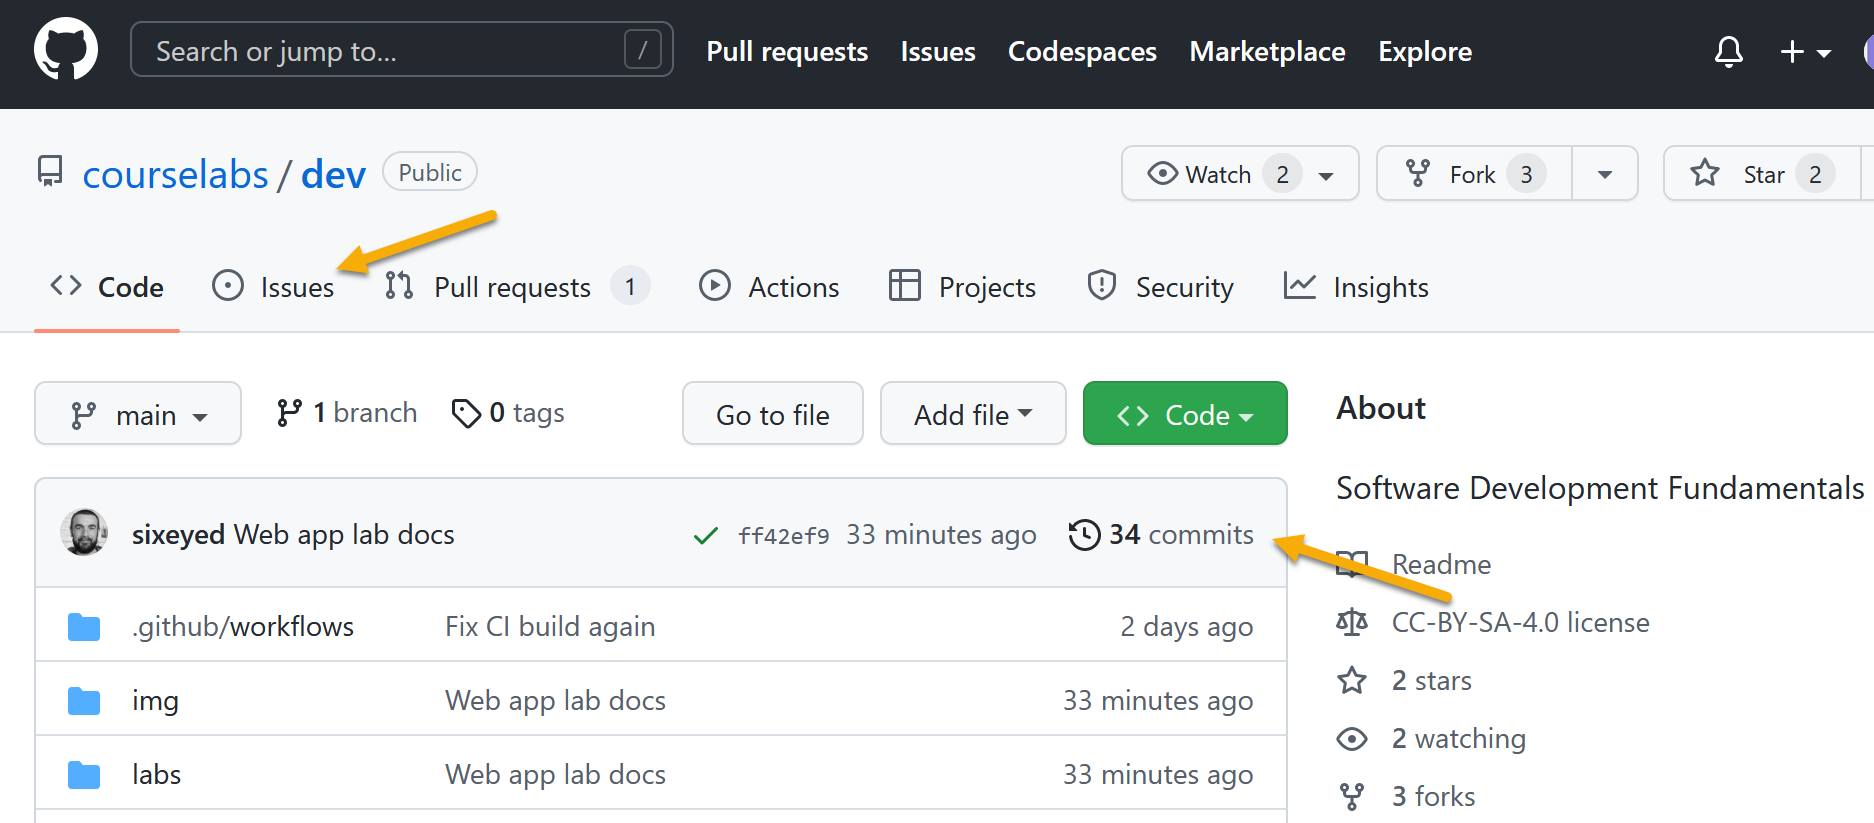 Search or jump to... / Pull requests Issues Codespaces Marketplace Explore
courselabs / dev Public Watch 2 Fork 3 Star 2
Code Issues Pull requests 1 Actions Projects Security Insights
main 1 branch 0 tags Go to file Add file Code
About
Software Development Fundamentals
sixeyed Web app lab docs ff42ef9 33 minutes ago 34 commits
Readme
.github/workflows Fix CI build again 2 days ago
CC-BY-SA-4.0 license
img Web app lab docs 33 minutes ago
2 stars
2 watching
labs Web app lab docs 33 minutes ago
3 forks